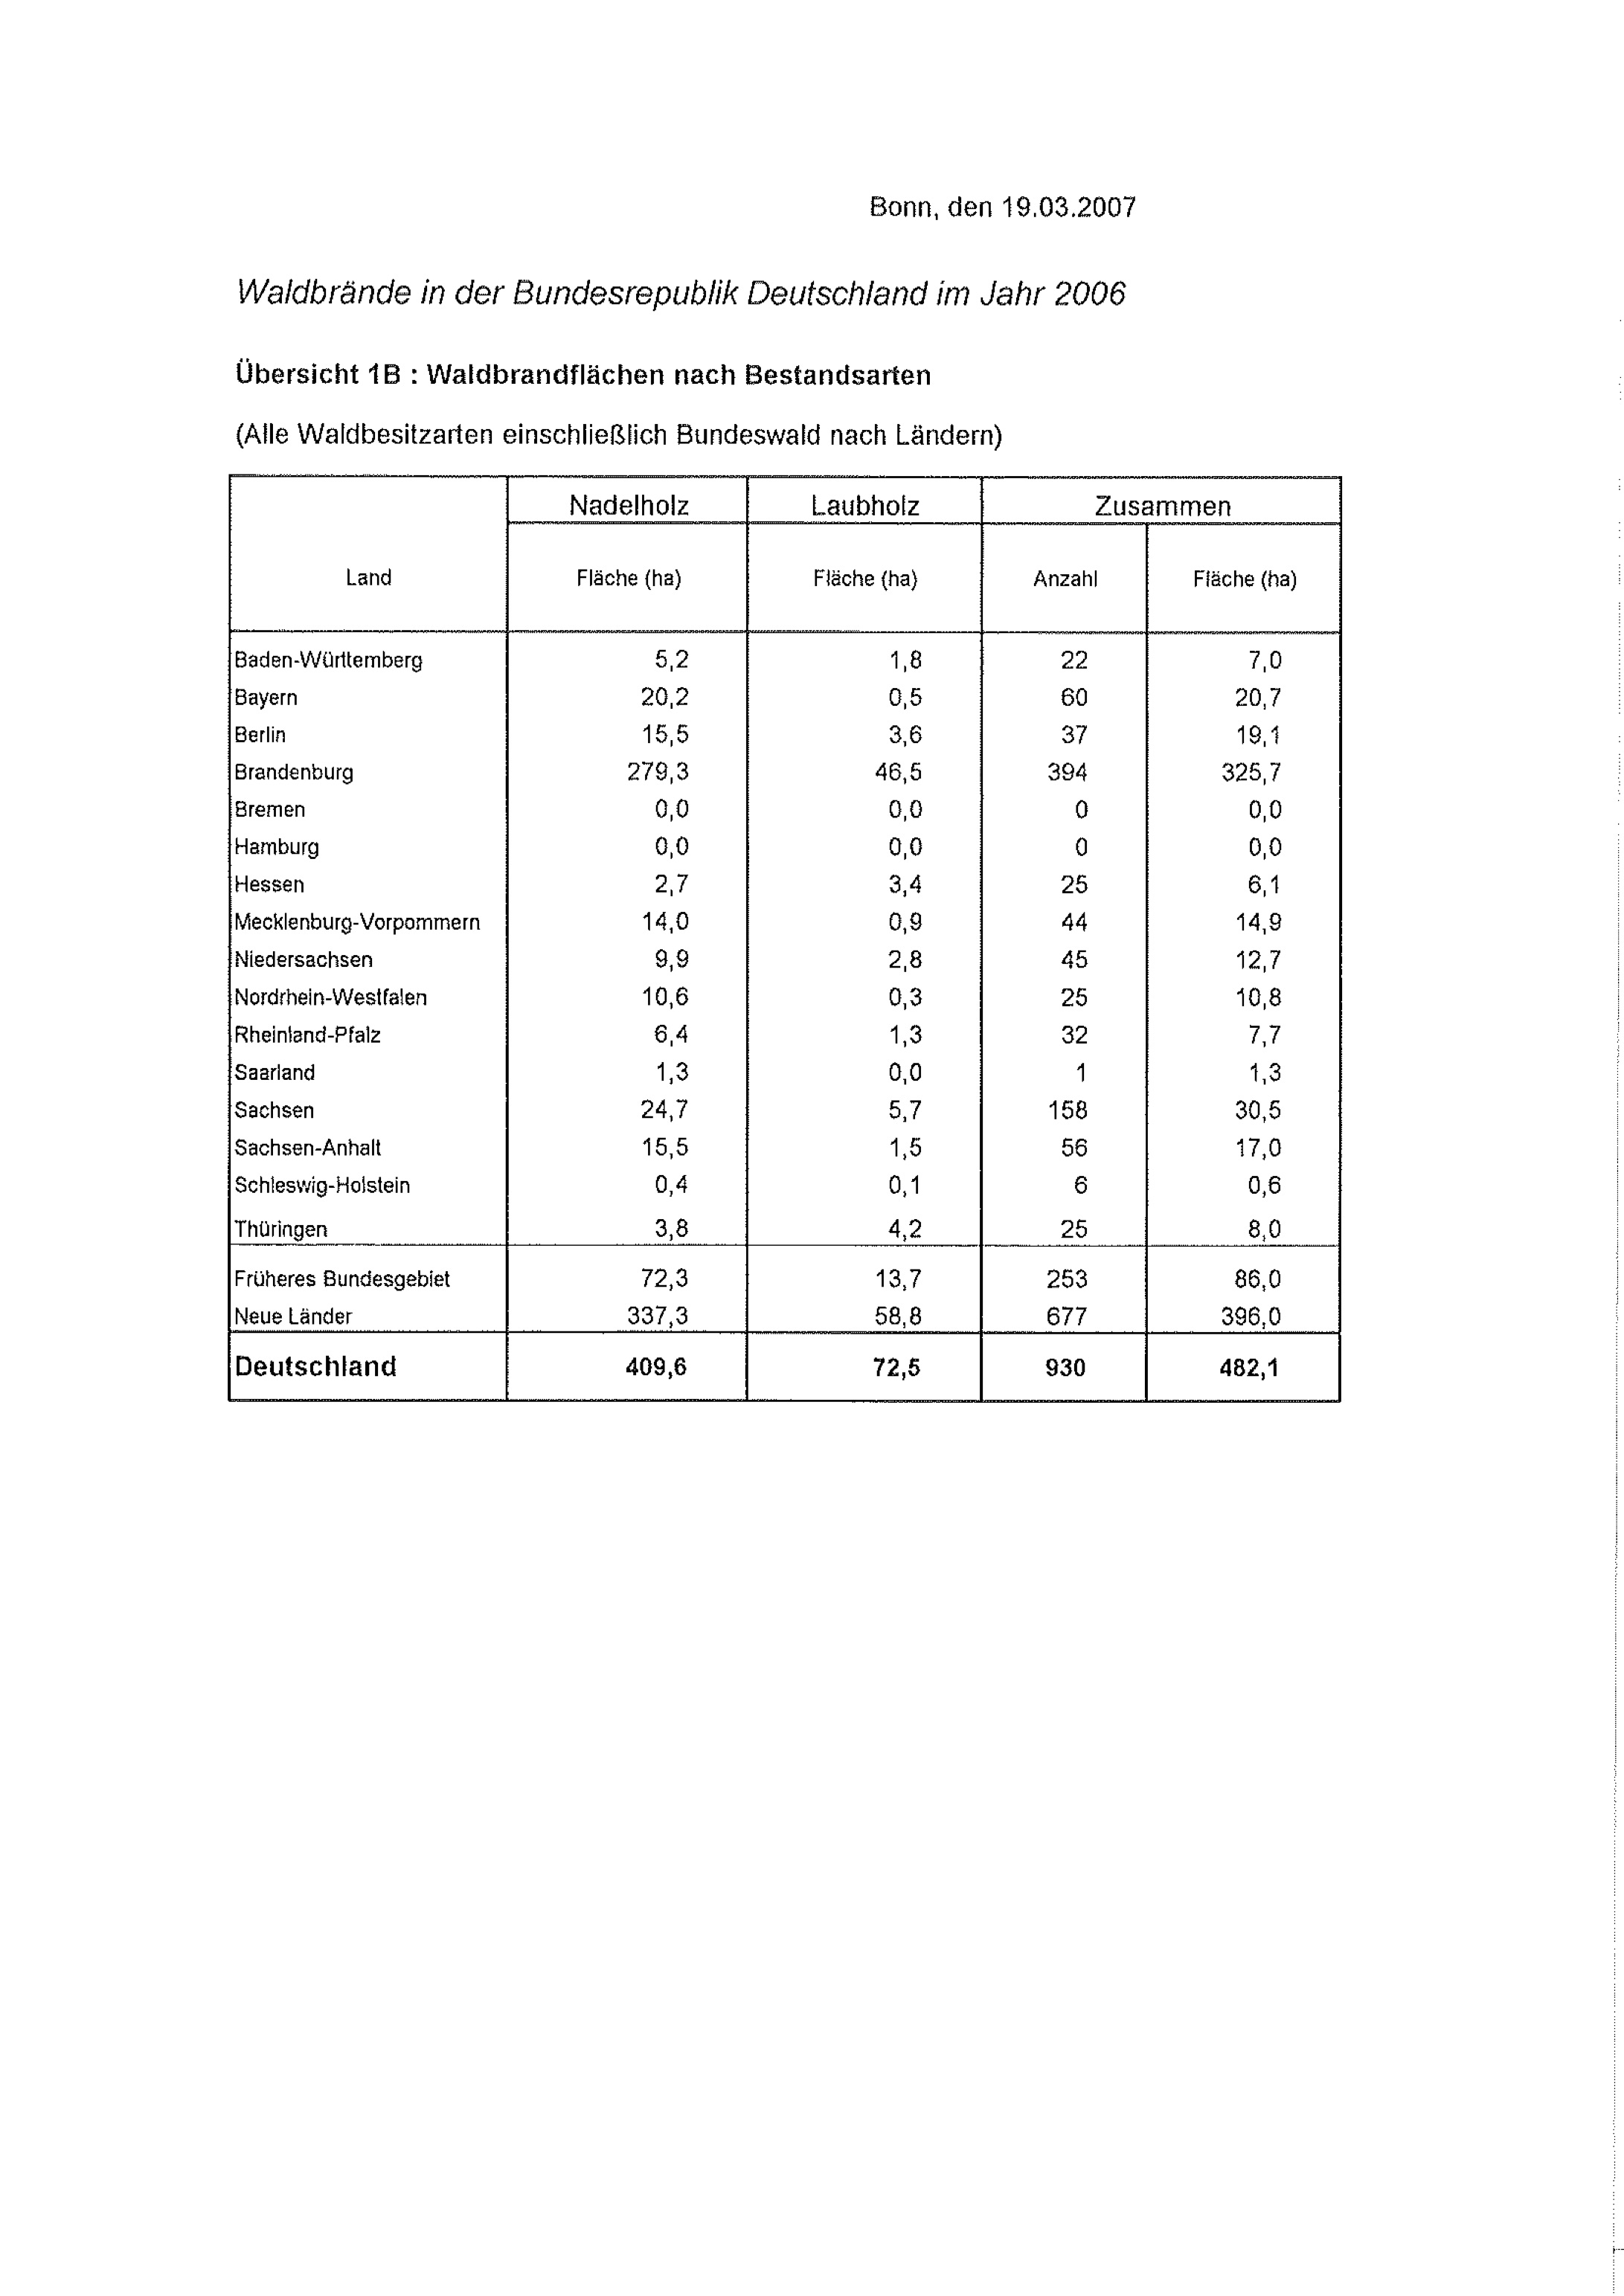 Bonn, den 19.03.2007
Waldbrände in der Bundesrepublik Deutschland im Jahr 2006
Übersicht 1B : Waldbrandflächen nach Bestandsarten
(Alle Waldbesitzarten einschließlich Bundeswald nach Ländern)
Nadelholz Laubholz Zusammen
Land Fläche (ha) Fläche (ha) Anzahl Fläche (ha)
Baden-Württemberg 5,2 1,8 22 7,0
Bayern 20,2 0,5 60 20,7
Berlin 15,5 3,6 37 19,1
Brandenburg 279,3 46,5 394 325,7
Bremen 0,0 0,0 0 0,0
Hamburg 0,0 0,0 0 0,0
Hessen 2,7 3,4 25 6,1
Mecklenburg-Vorpommern 14,0 0,9 44 14,9
Niedersachsen 9,9 2,8 45 12,7
Nordrhein-Westfalen 10,6 0,3 25 10,8
Rheinland-Pfalz 6,4 1,3 32 7,7
Saarland 1,3 0,0 1 1,3
Sachsen 24,7 5,7 158 30,5
Sachsen-Anhalt 15,5 1,5 56 17,0
Schleswig-Holstein 0,4 0,1 6 0,6
Thüringen 3,8 4,2 25 8,0
Früheres Bundesgebiet 72,3 13,7 253 86,0
Neue Länder 337,3 58,8 677 396,0
Deutschland 409,6 72,5 930 482,1